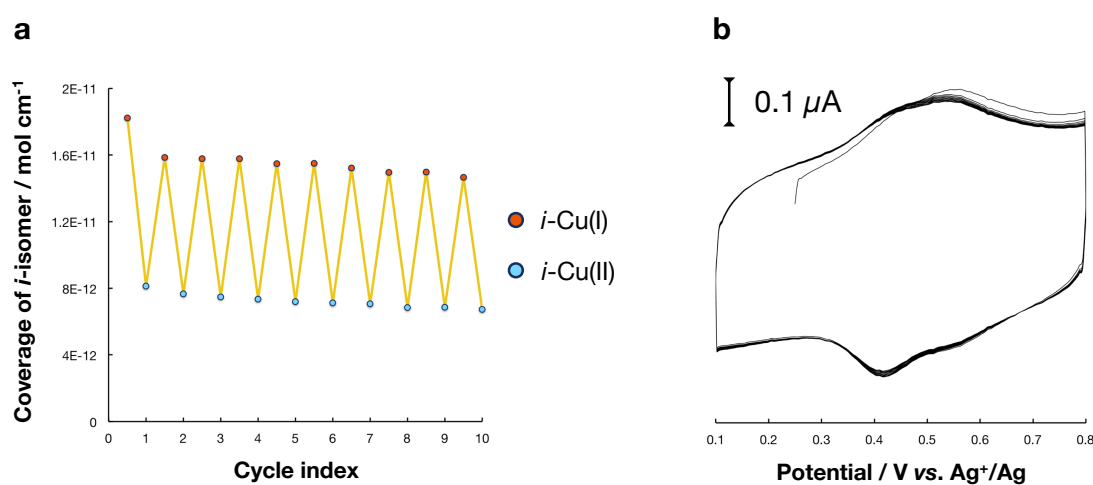 a
2E-11
1.6E-11
1.2E-11
8E-12
4E-12
0
0 1 2 3 4 5 6 7 8 9 10
Coverage of i-isomer / mol cm⁻¹
Cycle index
i-Cu(I)
i-Cu(II)
b
0.1 µA
0.1 0.2 0.3 0.4 0.5 0.6 0.7 0.8
Potential / V vs. Ag⁺/Ag